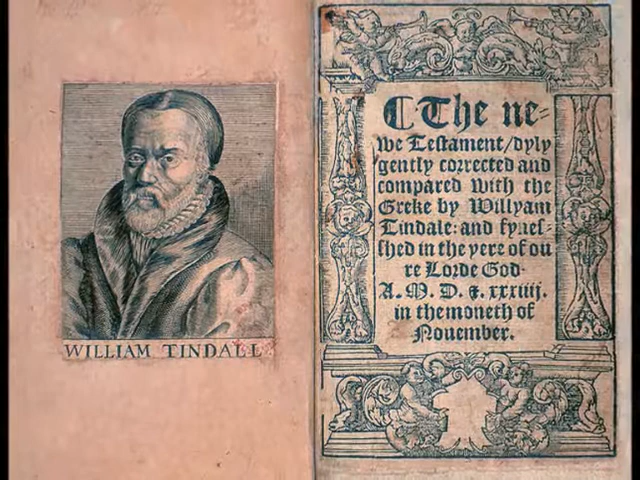 WILLIAM TINDALL
The ne=
we Testament/dyly
gently corrected and
compared with the
Greke by Willyam
Tindale: and fynes=
shed in the yere of ou
re Lorde God.
A. M. D. & xxxiiij.
in the moneth of
Nouember.